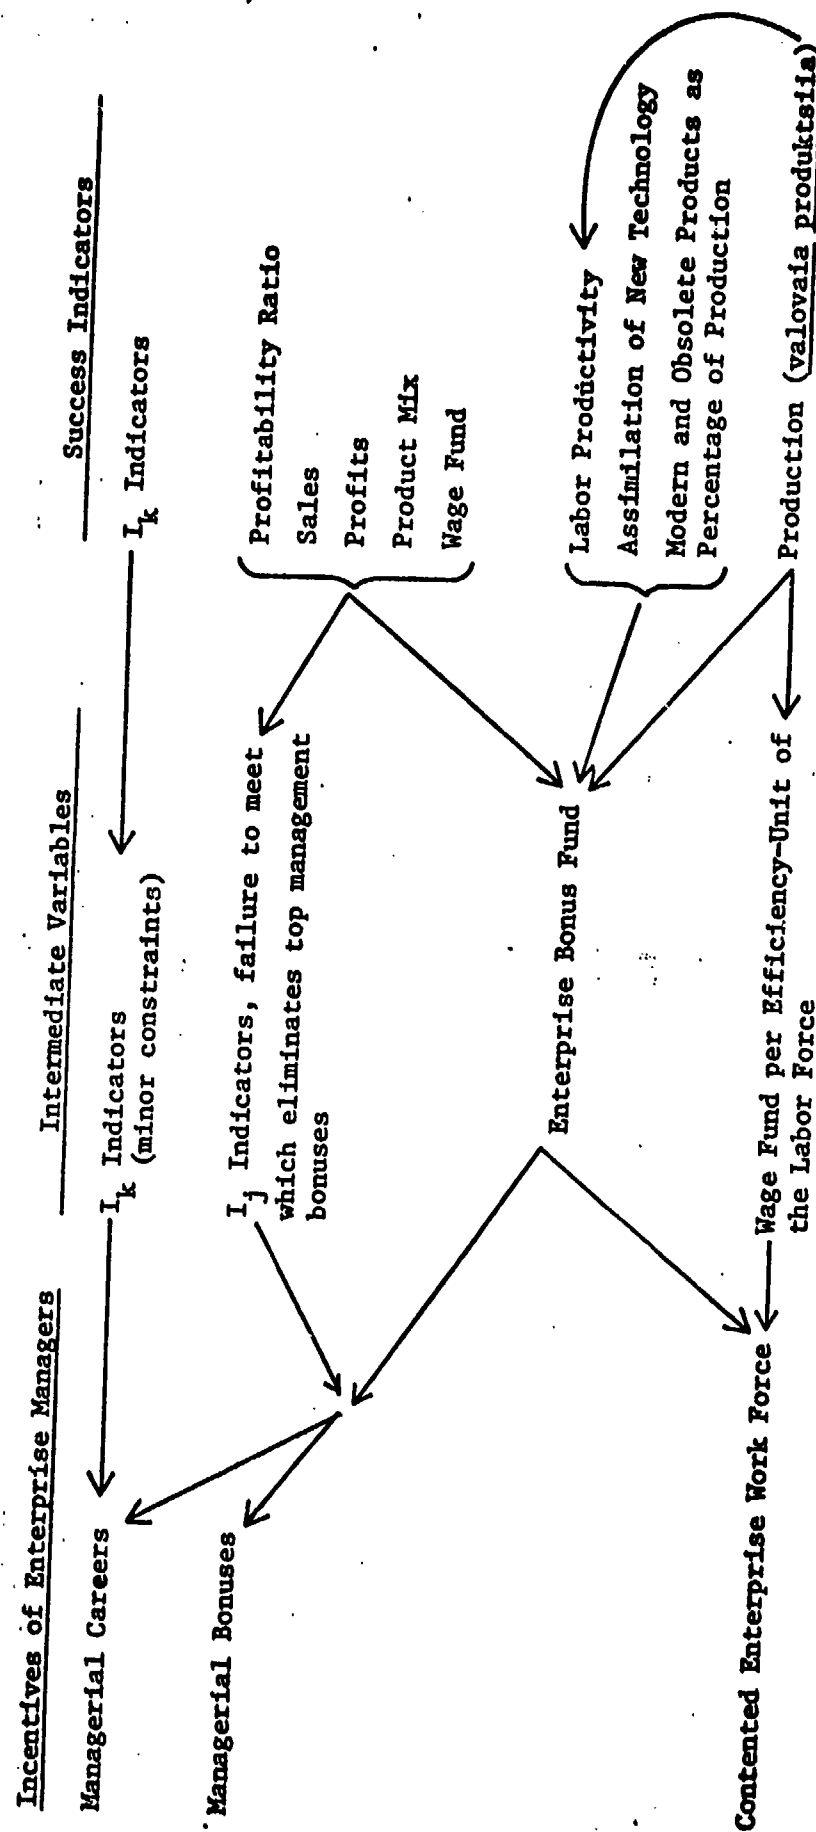 Incentives of Enterprise Managers
Managerial Careers
Managerial Bonuses
Contented Enterprise Work Force
Intermediate Variables
I_k Indicators
(minor constraints)
I_j Indicators, failure to meet
which eliminates top management
bonuses
Enterprise Bonus Fund
Wage Fund per Efficiency-Unit of
the Labor Force
Success Indicators
I_k Indicators
Profitability Ratio
Sales
Profits
Product Mix
Wage Fund
Labor Productivity
Assimilation of New Technology
Modern and Obsolete Products as
Percentage of Production
Production (valovaia produktsiia)